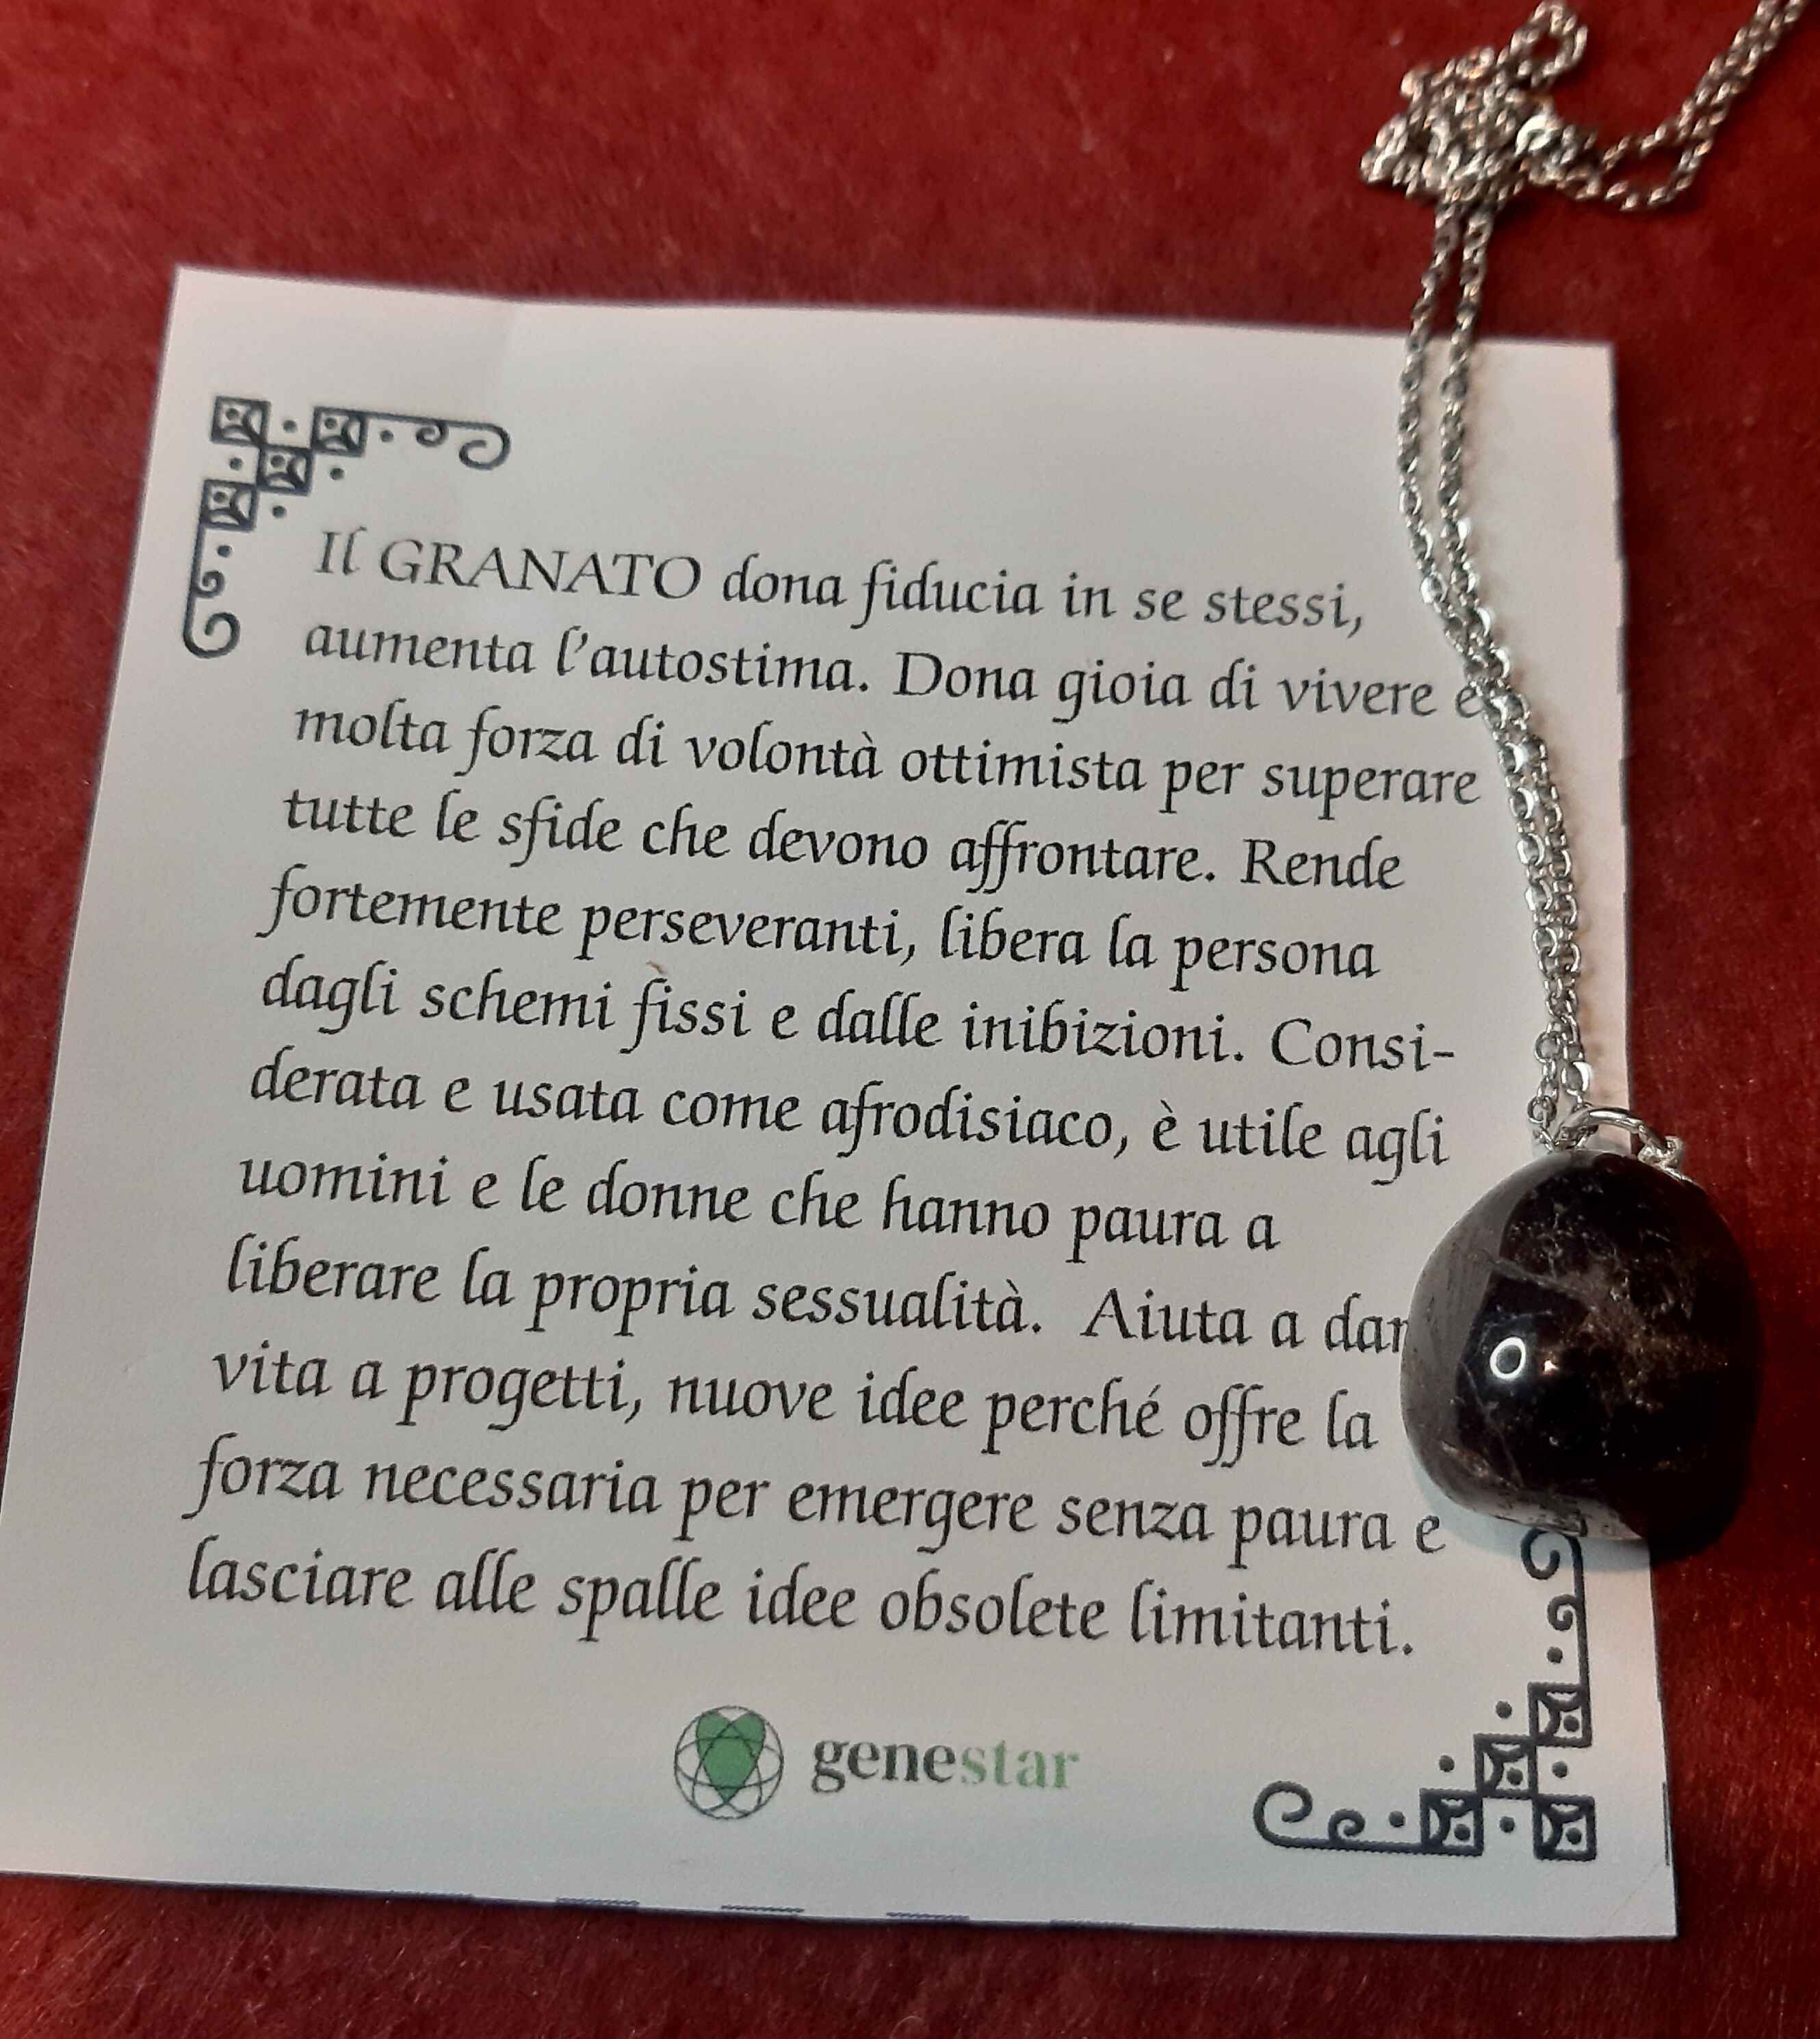 Il GRANATO dona fiducia in se stessi,
aumenta l'autostima. Dona gioia di vivere e
molta forza di volontà ottimista per superare
tutte le sfide che devono affrontare. Rende
fortemente perseveranti, libera la persona
dagli schemi fissi e dalle inibizioni. Consi-
derata e usata come afrodisiaco, è utile agli
uomini e le donne che hanno paura a
liberare la propria sessualità. Aiuta a dar
vita a progetti, nuove idee perché offre la
forza necessaria per emergere senza paura e
lasciare alle spalle idee obsolete limitanti.
genestar